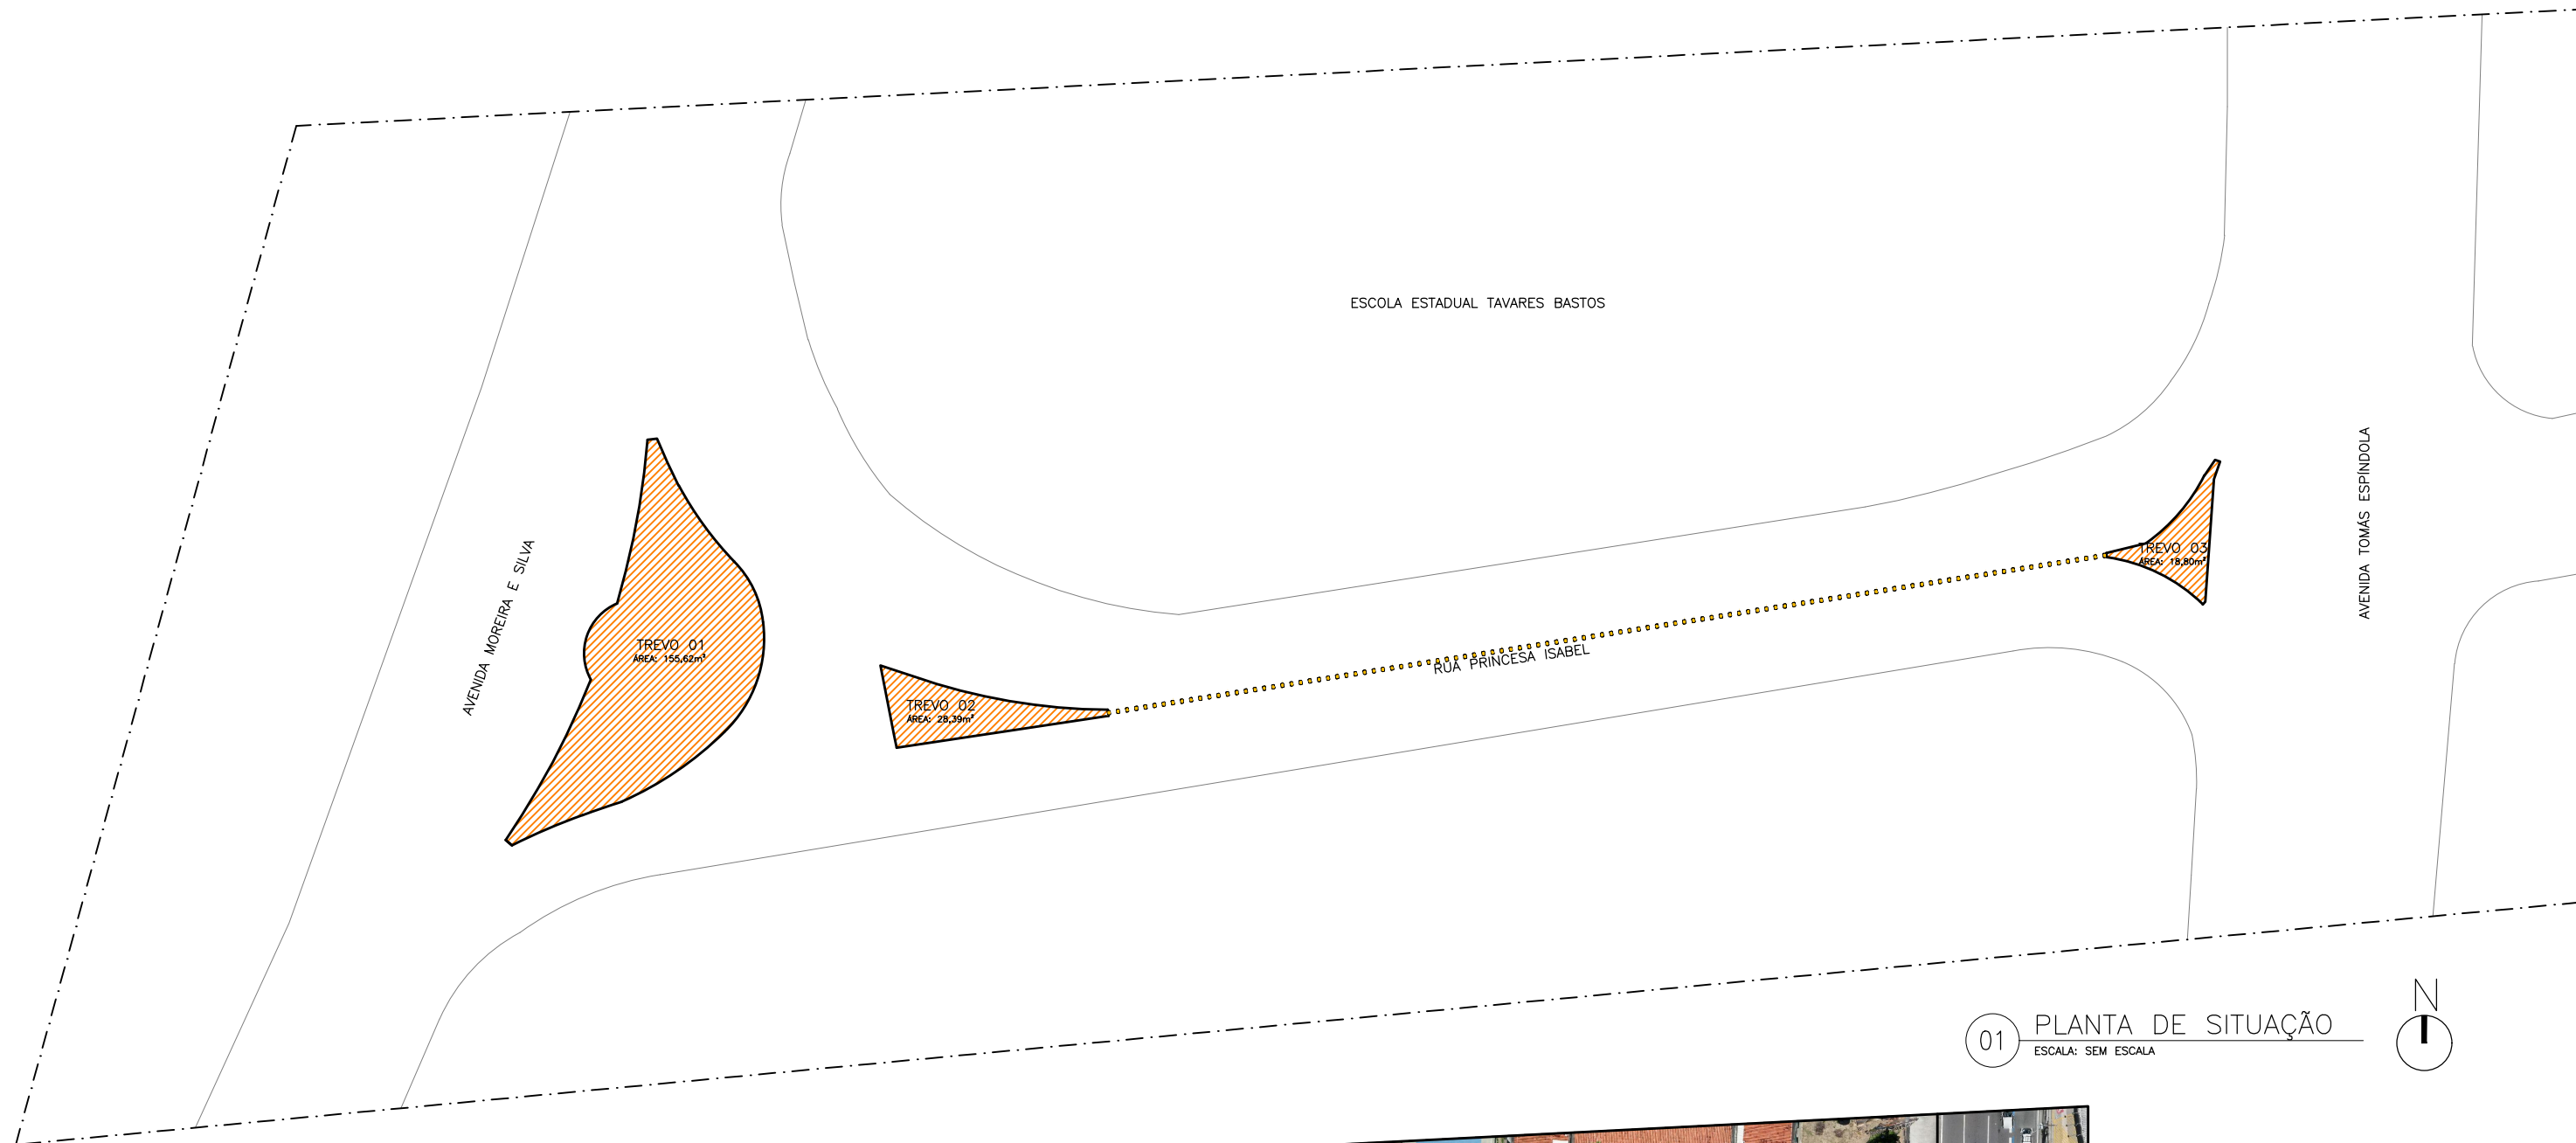 ESCOLA ESTADUAL TAVARES BASTOS
AVENIDA MOREIRA E SILVA
AVENIDA TOMÁS ESPÍNDOLA
TREVO 03
ÁREA: 18,80m²
TREVO 01
ÁREA: 155,62m²
RUA PRINCESA ISABEL
TREVO 02
ÁREA: 28,39m²
N
01 PLANTA DE SITUAÇÃO
ESCALA: SEM ESCALA